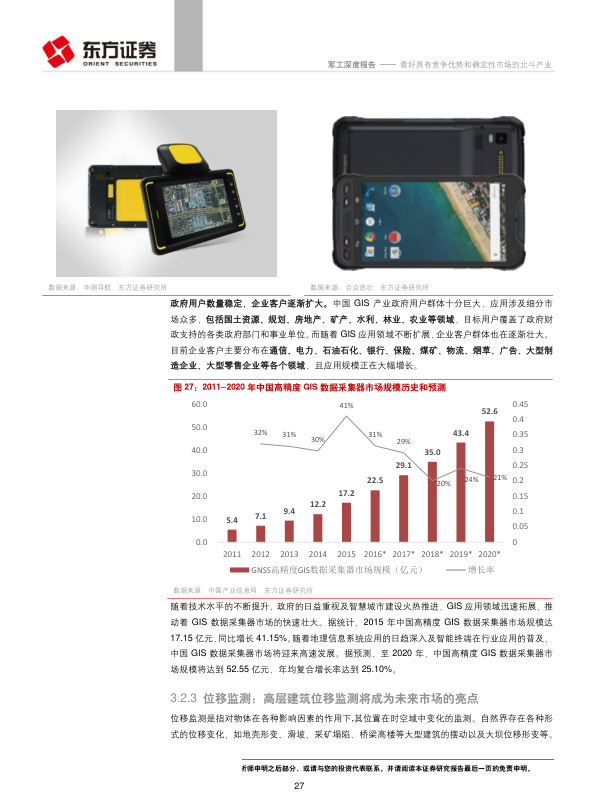 东方证券
ORIENT SECURITIES
军工深度报告 —— 看好具有竞争优势和确定性市场的北斗产业
数据来源：华测导航、东方证券研究所
数据来源：合众思壮、东方证券研究所
政府用户数量稳定，企业客户逐渐扩大。中国 GIS 产业政府用户群体十分巨大，应用涉及细分市
场众多，包括国土资源、规划、房地产、矿产、水利、林业、农业等领域，目标用户覆盖了政府财
政支持的各类政府部门和事业单位。而随着 GIS 应用领域不断扩展，企业客户群体也在逐渐壮大。
目前企业客户主要分布在通信、电力、石油石化、银行、保险、煤矿、物流、烟草、广告、大型制
造企业、大型零售企业等各个领域，且应用规模正在大幅增长。
图 27：2011-2020 年中国高精度 GIS 数据采集器市场规模历史和预测
60.0
50.0
40.0
30.0
20.0
10.0
0.0
0.45
0.4
0.35
0.3
0.25
0.2
0.15
0.1
0.05
0
32%
31%
30%
41%
31%
29%
20%
24%
21%
5.4
7.1
9.4
12.2
17.2
22.5
29.1
35.0
43.4
52.6
2011 2012 2013 2014 2015 2016* 2017* 2018* 2019* 2020*
GNSS高精度GIS数据采集器市场规模（亿元） 增长率
数据来源：中国产业信息网、东方证券研究所
随着技术水平的不断提升、政府的日益重视及智慧城市建设火热推进，GIS 应用领域迅速拓展，推
动着 GIS 数据采集器市场的快速壮大。据统计，2015 年中国高精度 GIS 数据采集器市场规模达
17.15 亿元，同比增长 41.15%。随着地理信息系统应用的日趋深入及智能终端在行业应用的普及，
中国 GIS 数据采集器市场将迎来高速发展。据预测，至 2020 年，中国高精度 GIS 数据采集器市
场规模将达到 52.55 亿元，年均复合增长率达到 25.10%。
3.2.3 位移监测：高层建筑位移监测将成为未来市场的亮点
位移监测是指对物体在各种影响因素的作用下,其位置在时空域中变化的监测。自然界存在各种形
式的位移变化，如地壳形变、滑坡、采矿塌陷、桥梁高楼等大型建筑的摆动以及大坝位移形变等。
析师申明之后部分，或请与您的投资代表联系。并请阅读本证券研究报告最后一页的免责申明。
27